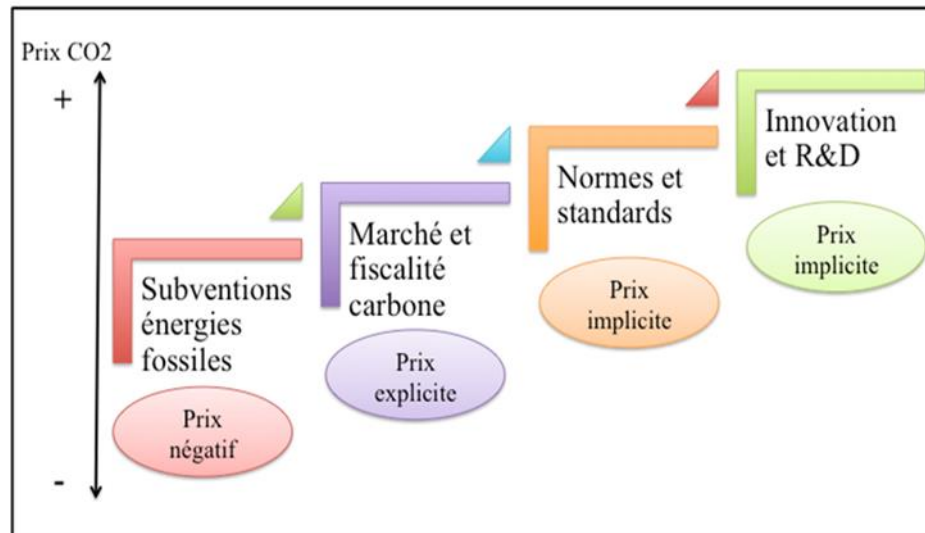 Prix CO2
+
Subventions
énergies
fossiles
Prix
négatif
Marché et
fiscalité
carbone
Prix
explicite
Normes et
standards
Prix
implicite
Innovation
et R&D
Prix
implicite
-